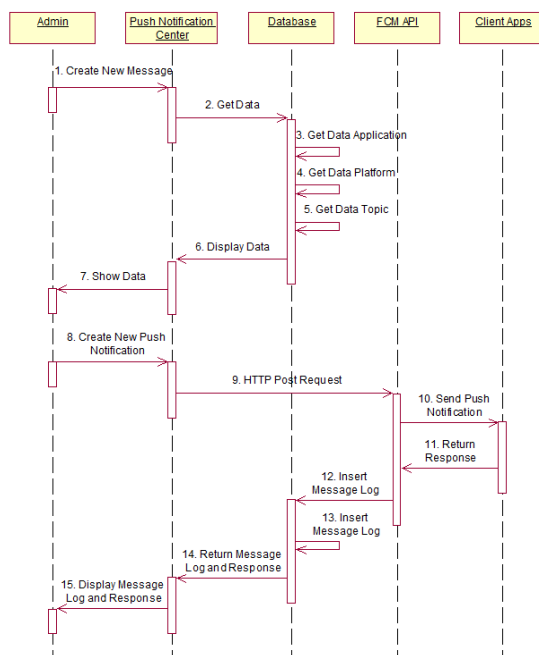 Admin
Push Notification
Center
Database
FCM API
Client Apps
1. Create New Message
2. Get Data
3. Get Data Application
4. Get Data Platform
5. Get Data Topic
6. Display Data
7. Show Data
8. Create New Push
Notification
9. HTTP Post Request
10. Send Push
Notification
11. Return
Response
12. Insert
Message Log
13. Insert
Message Log
14. Return Message
Log and Response
15. Display Message
Log and Response